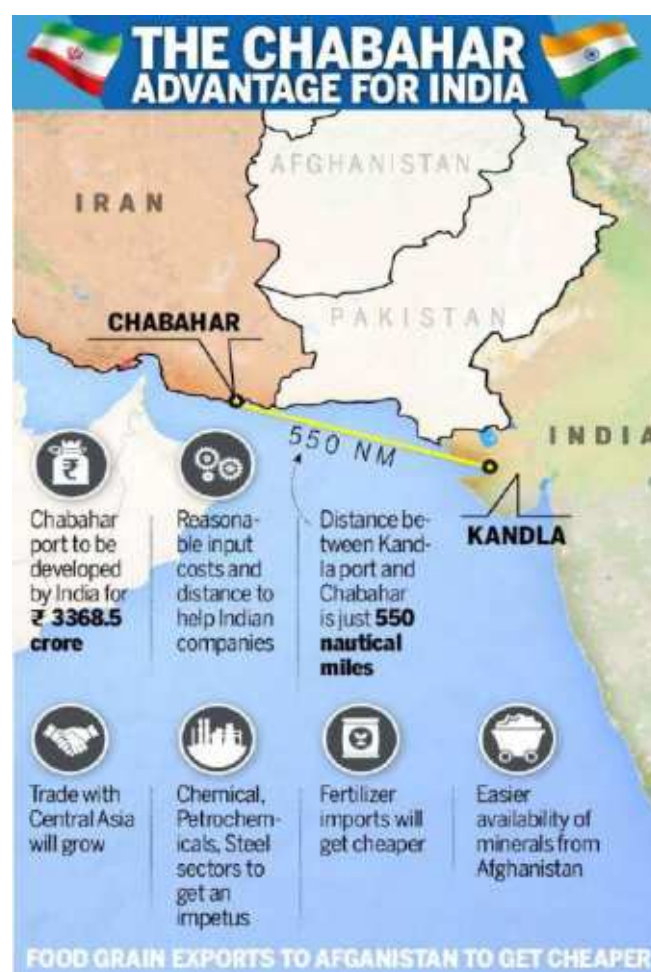 THE CHABAHAR
ADVANTAGE FOR INDIA
AFGHANISTAN
IRAN
CHABAHAR
PAKISTAN
INDIA
550 NM
KANDLA
Chabahar
port to be
developed
by India for
₹ 3368.5
crore
Reasona-
ble input
costs and
distance to
help Indian
companies
Distance be-
tween Kand-
la port and
Chabahar
is just 550
nautical
miles
Trade with
Central Asia
will grow
Chemical,
Petrochem-
icals, Steel
sectors to
get an
impetus
Fertilizer
imports will
get cheaper
Easier
availability of
minerals from
Afghanistan
FOOD GRAIN EXPORTS TO AFGANISTAN TO GET CHEAPER